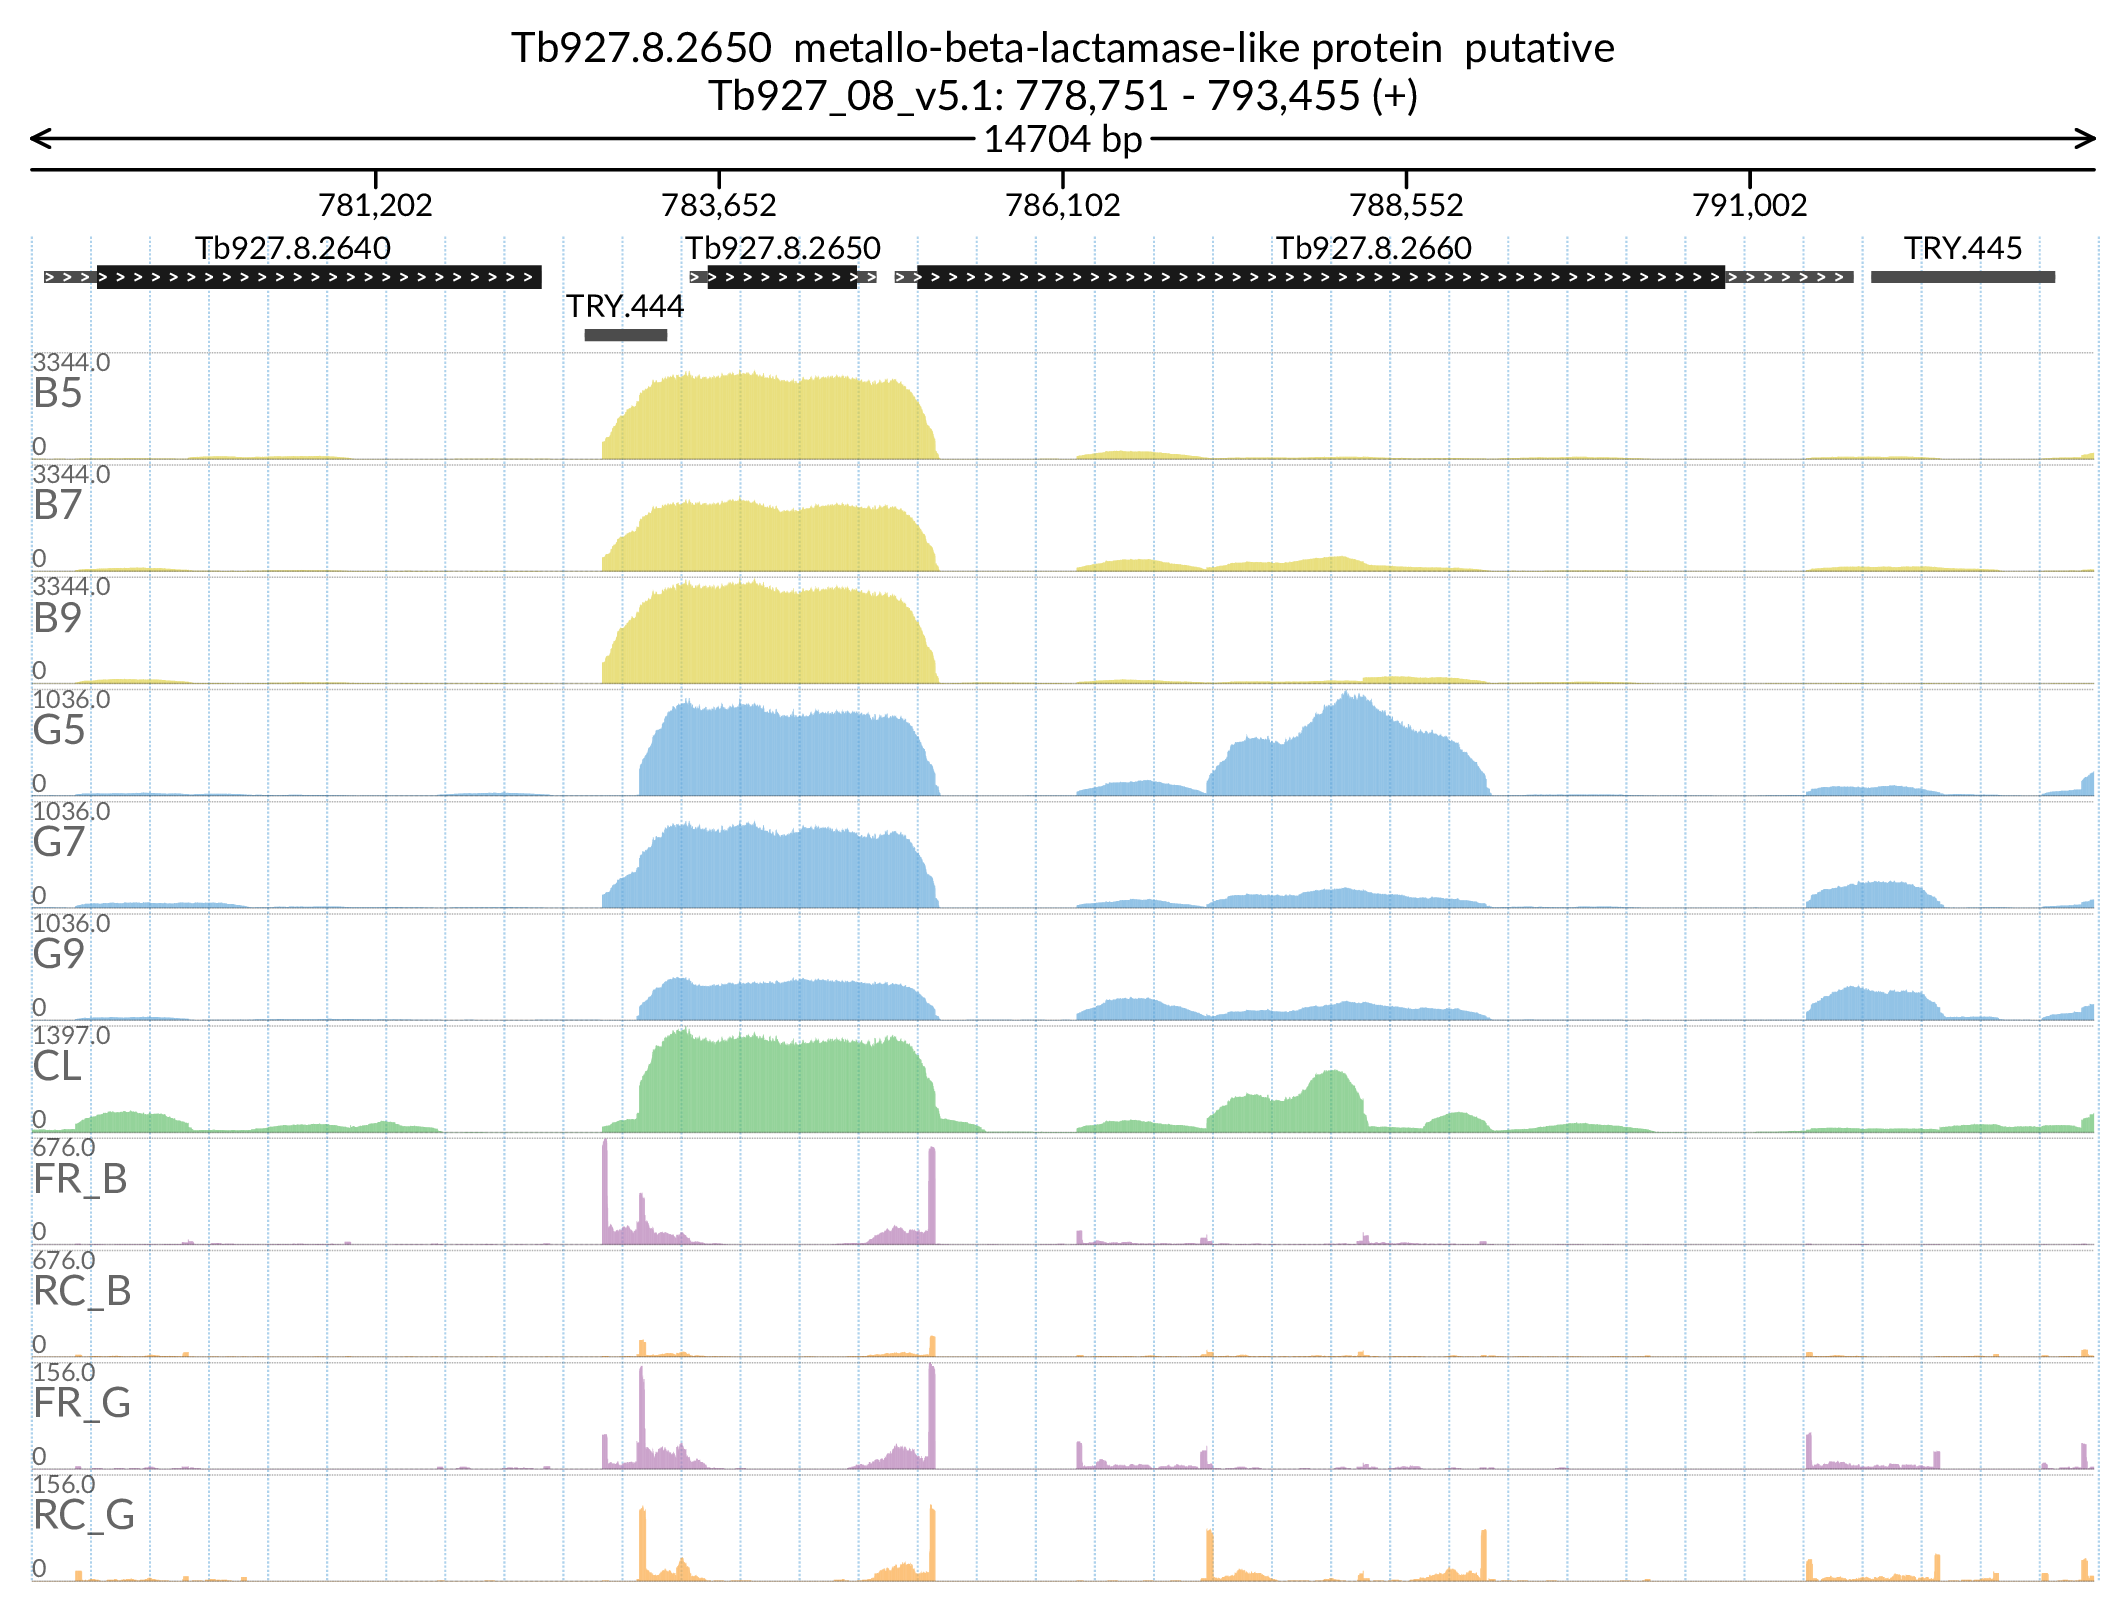 Tb927.8.2650 metallo-beta-lactamase-like protein putative
Tb927_08_v5.1: 778,751 - 793,455 (+)
14704 bp
781,202 783,652 786,102 788,552 791,002
Tb927.8.2640 Tb927.8.2650 Tb927.8.2660 TRY.445
TRY.444
3344.0
B5
0
3344.0
B7
0
3344.0
B9
0
1036.0
G5
0
1036.0
G7
0
1036.0
G9
0
1397.0
CL
0
676.0
FR_B
0
676.0
RC_B
0
156.0
FR_G
0
156.0
RC_G
0